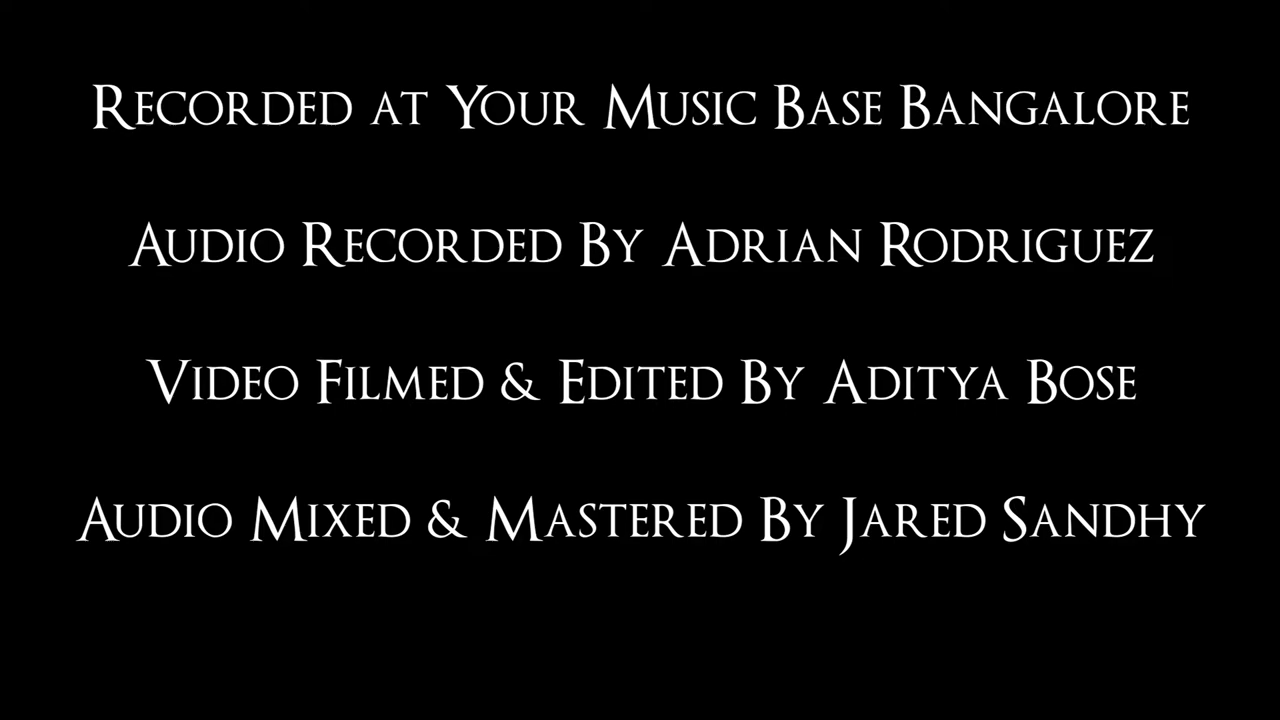 Recorded at Your Music Base Bangalore
Audio Recorded By Adrian Rodriguez
Video Filmed & Edited By Aditya Bose
Audio Mixed & Mastered By Jared Sandhy